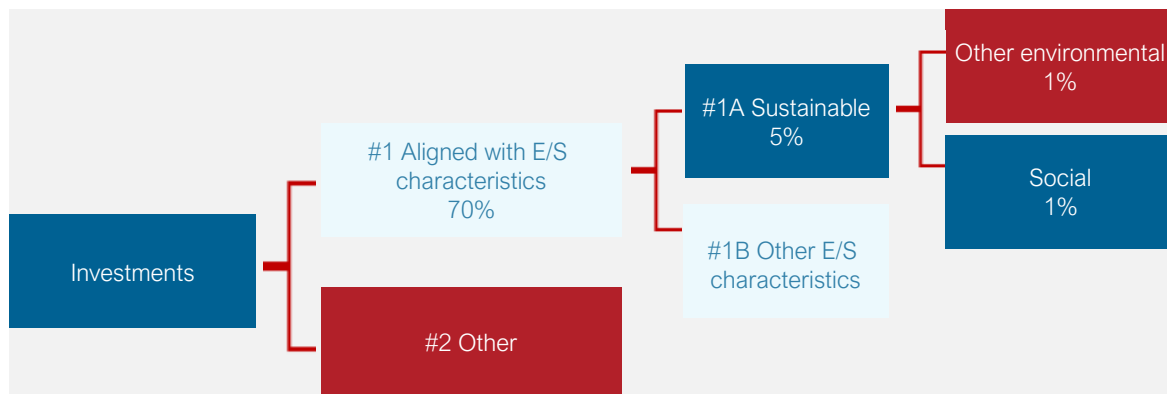 Investments
#1 Aligned with E/S
characteristics
70%
#2 Other
#1A Sustainable
5%
#1B Other E/S
characteristics
Other environmental
1%
Social
1%